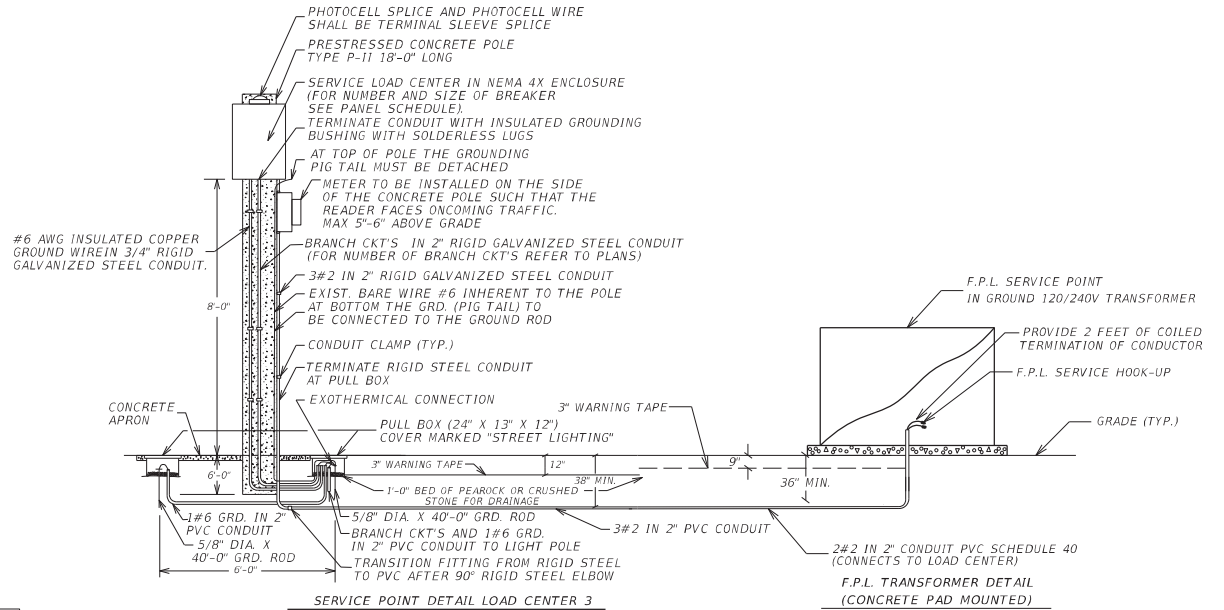 PHOTOCELL SPLICE AND PHOTOCELL WIRE
SHALL BE TERMINAL SLEEVE SPLICE
PRESTRESSED CONCRETE POLE
TYPE P-II 18'-0" LONG
SERVICE LOAD CENTER IN NEMA 4X ENCLOSURE
(FOR NUMBER AND SIZE OF BREAKER
SEE PANEL SCHEDULE).
TERMINATE CONDUIT WITH INSULATED GROUNDING
BUSHING WITH SOLDERLESS LUGS
AT TOP OF POLE THE GROUNDING
PIG TAIL MUST BE DETACHED
METER TO BE INSTALLED ON THE SIDE
OF THE CONCRETE POLE SUCH THAT THE
READER FACES ONCOMING TRAFFIC.
MAX 5"-6" ABOVE GRADE
#6 AWG INSULATED COPPER
GROUND WIREIN 3/4" RIGID
GALVANIZED STEEL CONDUIT.
BRANCH CKT'S IN 2" RIGID GALVANIZED STEEL CONDUIT
(FOR NUMBER OF BRANCH CKT'S REFER TO PLANS)
3#2 IN 2" RIGID GALVANIZED STEEL CONDUIT
EXIST. BARE WIRE #6 INHERENT TO THE POLE
AT BOTTOM THE GRD. (PIG TAIL) TO
BE CONNECTED TO THE GROUND ROD
8'-0"
CONDUIT CLAMP (TYP.)
TERMINATE RIGID STEEL CONDUIT
AT PULL BOX
EXOTHERMICAL CONNECTION
CONCRETE
APRON
PULL BOX (24" X 13" X 12")
COVER MARKED "STREET LIGHTING"
3" WARNING TAPE
F.P.L. SERVICE POINT
IN GROUND 120/240V TRANSFORMER
PROVIDE 2 FEET OF COILED
TERMINATION OF CONDUCTOR
F.P.L. SERVICE HOOK-UP
GRADE (TYP.)
6'-0"
3" WARNING TAPE
12"
38" MIN.
9"
36" MIN.
1'-0" BED OF PEAROCK OR CRUSHED
STONE FOR DRAINAGE
1#6 GRD. IN 2"
PVC CONDUIT
5/8" DIA. X
40'-0" GRD. ROD
6'-0"
5/8" DIA. X 40'-0" GRD. ROD
BRANCH CKT'S AND 1#6 GRD.
IN 2" PVC CONDUIT TO LIGHT POLE
TRANSITION FITTING FROM RIGID STEEL
TO PVC AFTER 90° RIGID STEEL ELBOW
3#2 IN 2" PVC CONDUIT
2#2 IN 2" CONDUIT PVC SCHEDULE 40
(CONNECTS TO LOAD CENTER)
SERVICE POINT DETAIL LOAD CENTER 3
F.P.L. TRANSFORMER DETAIL
(CONCRETE PAD MOUNTED)